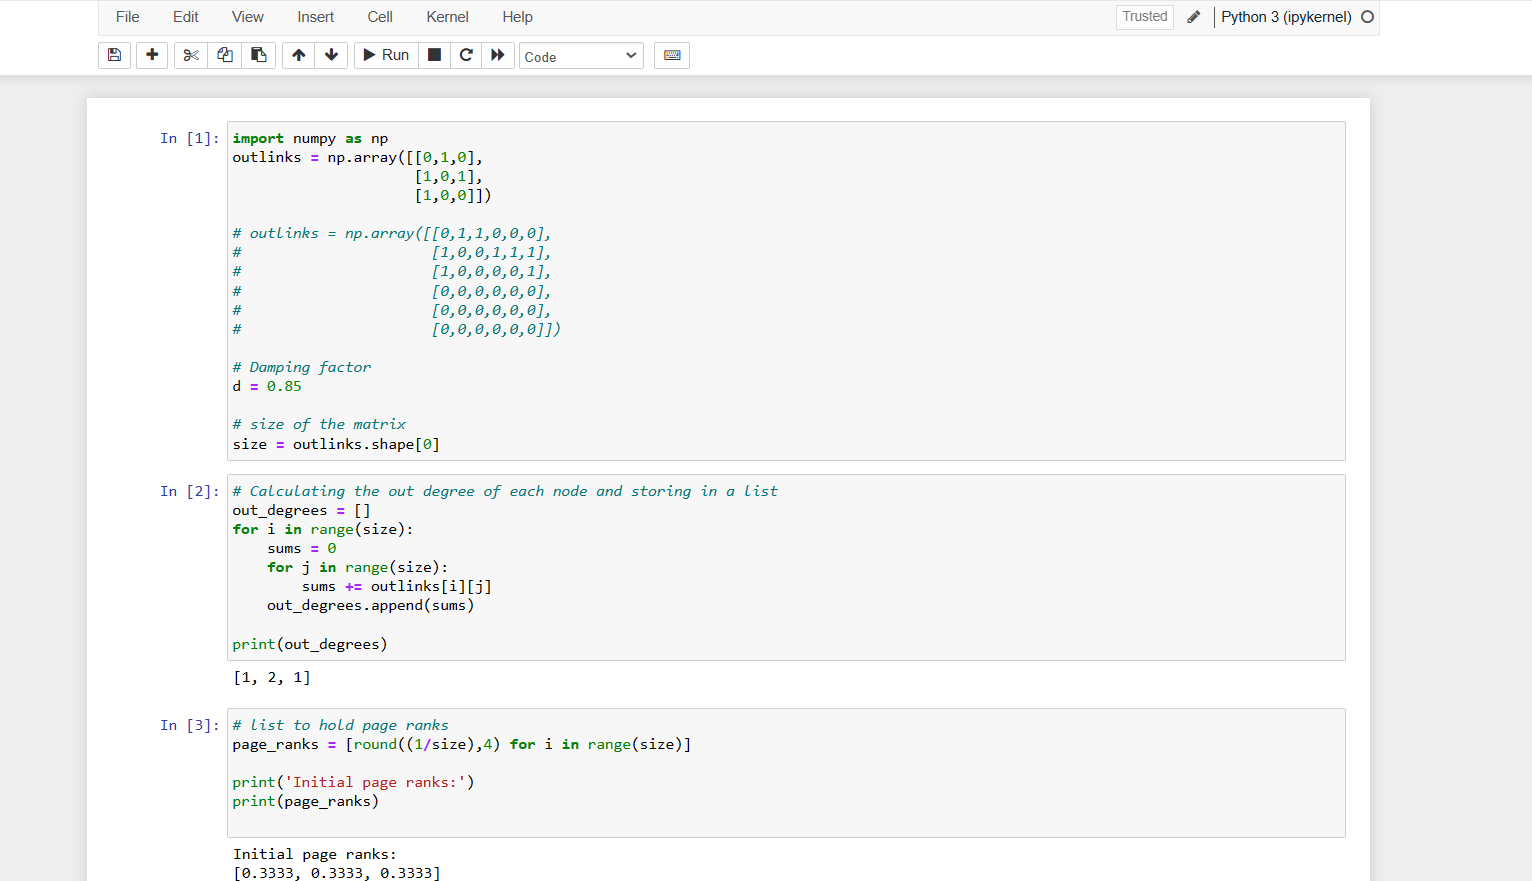 File Edit View Insert Cell Kernel Help Trusted Python 3 (ipykernel)
Run Code
In [1]: import numpy as np
outlinks = np.array([[0,1,0],
[1,0,1],
[1,0,0]])
# outlinks = np.array([[0,1,1,0,0,0],
# [1,0,0,1,1,1],
# [1,0,0,0,0,1],
# [0,0,0,0,0,0],
# [0,0,0,0,0,0],
# [0,0,0,0,0,0]])
# Damping factor
d = 0.85
# size of the matrix
size = outlinks.shape[0]
In [2]: # Calculating the out degree of each node and storing in a list
out_degrees = []
for i in range(size):
sums = 0
for j in range(size):
sums += outlinks[i][j]
out_degrees.append(sums)
print(out_degrees)
[1, 2, 1]
In [3]: # list to hold page ranks
page_ranks = [round((1/size),4) for i in range(size)]
print('Initial page ranks:')
print(page_ranks)
Initial page ranks:
[0.3333, 0.3333, 0.3333]